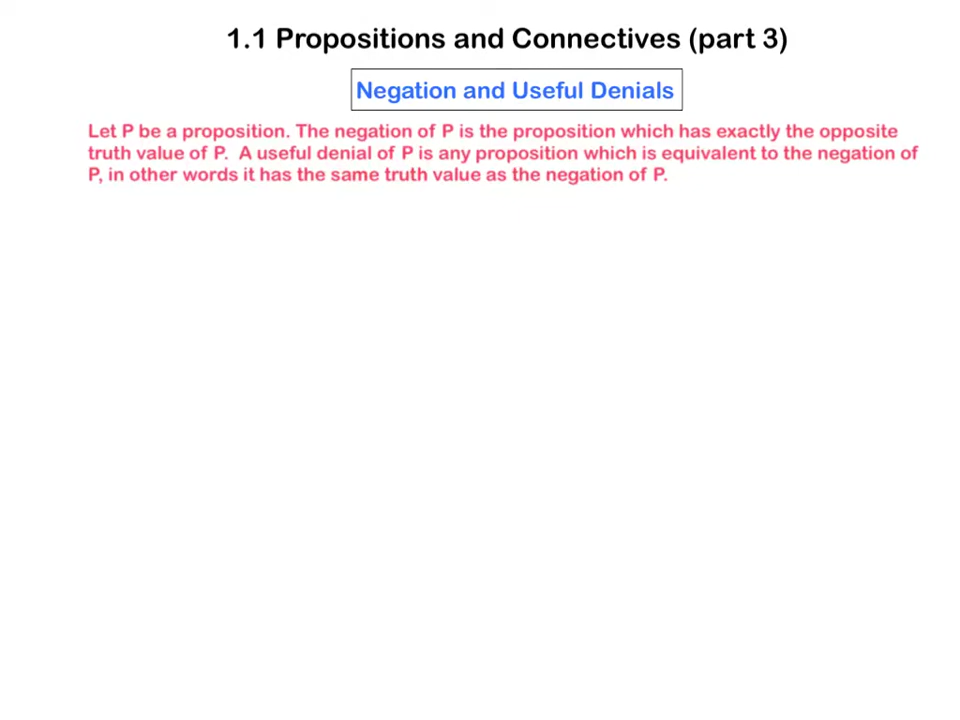 1.1 Propositions and Connectives (part 3)
Negation and Useful Denials
Let P be a proposition. The negation of P is the proposition which has exactly the opposite
truth value of P. A useful denial of P is any proposition which is equivalent to the negation of
P, in other words it has the same truth value as the negation of P.